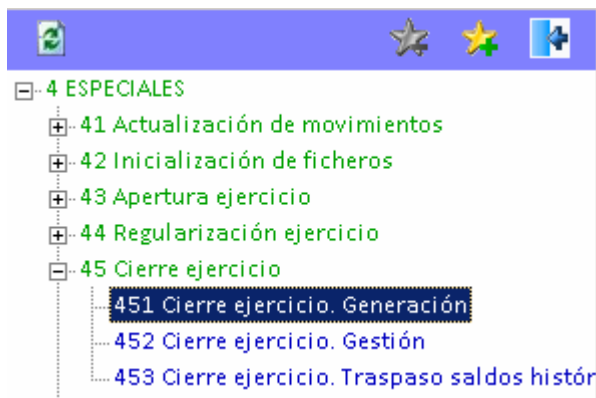 4 ESPECIALES
41 Actualización de movimientos
42 Inicialización de ficheros
43 Apertura ejercicio
44 Regularización ejercicio
45 Cierre ejercicio
451 Cierre ejercicio. Generación
452 Cierre ejercicio. Gestión
453 Cierre ejercicio. Traspaso saldos histór